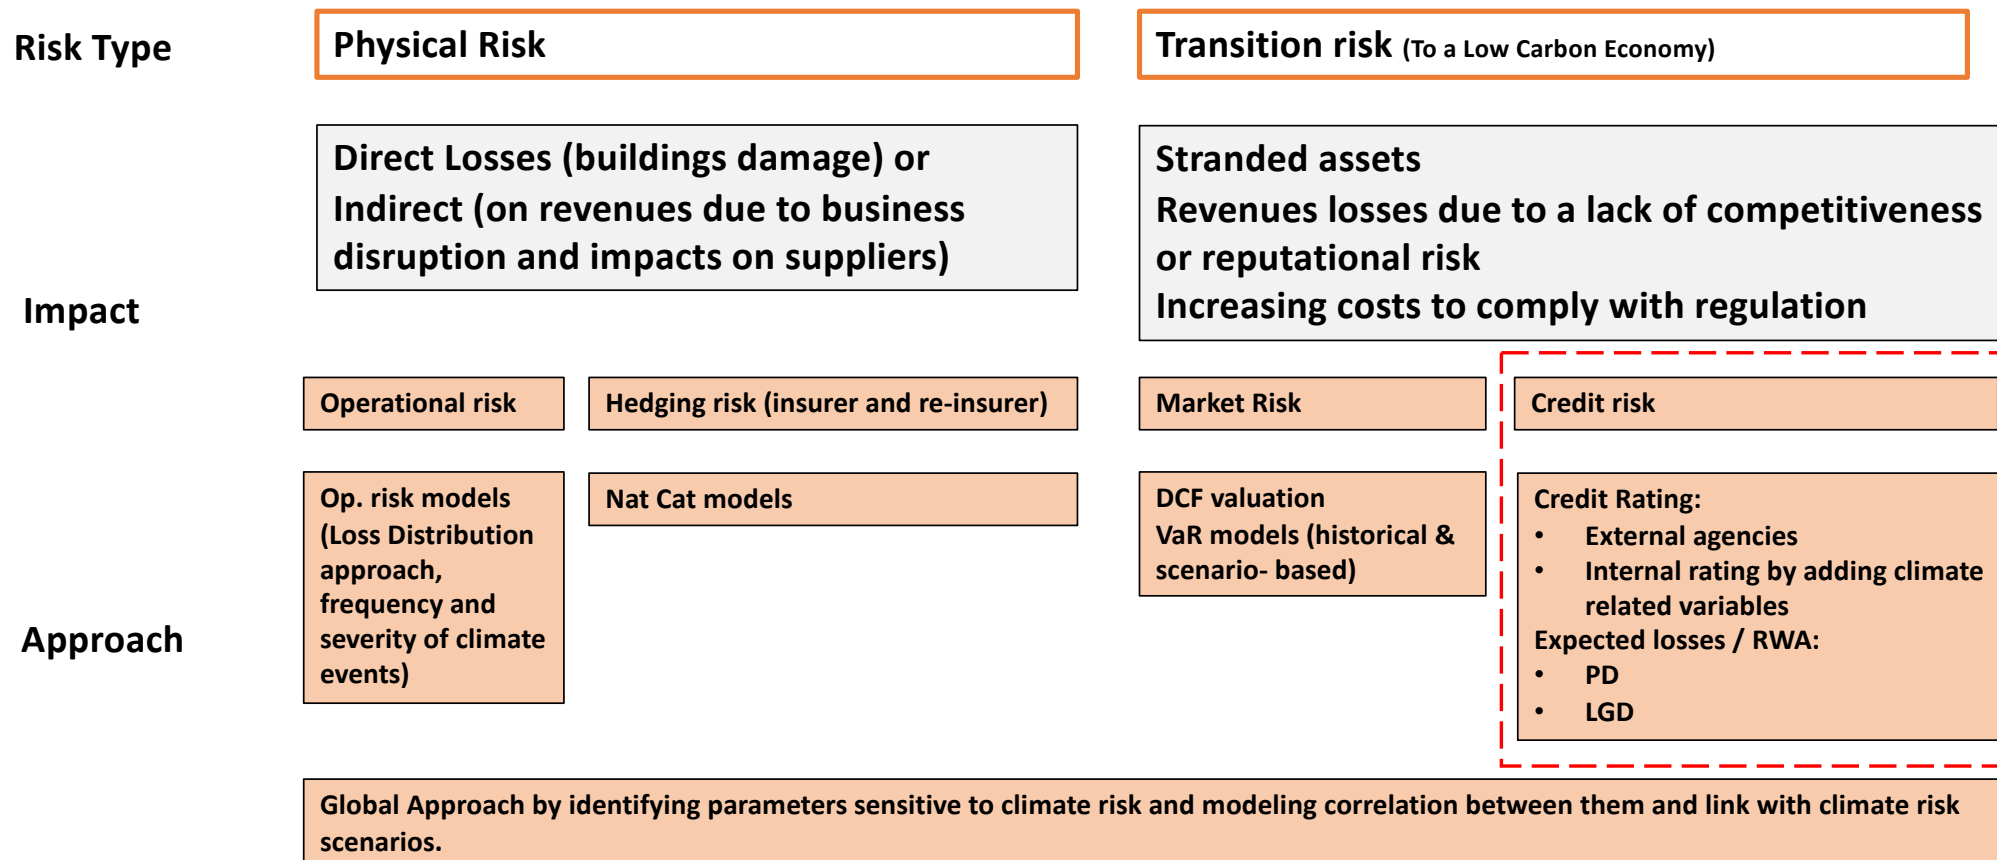 Risk Type
Physical Risk
Transition risk (To a Low Carbon Economy)
Impact
Direct Losses (buildings damage) or
Indirect (on revenues due to business
disruption and impacts on suppliers)
Stranded assets
Revenues losses due to a lack of competitiveness
or reputational risk
Increasing costs to comply with regulation
Operational risk
Hedging risk (insurer and re-insurer)
Market Risk
Credit risk
Approach
Op. risk models
(Loss Distribution
approach,
frequency and
severity of climate
events)
Nat Cat models
DCF valuation
VaR models (historical &
scenario- based)
Credit Rating:
• External agencies
• Internal rating by adding climate
related variables
Expected losses / RWA:
• PD
• LGD
Global Approach by identifying parameters sensitive to climate risk and modeling correlation between them and link with climate risk
scenarios.